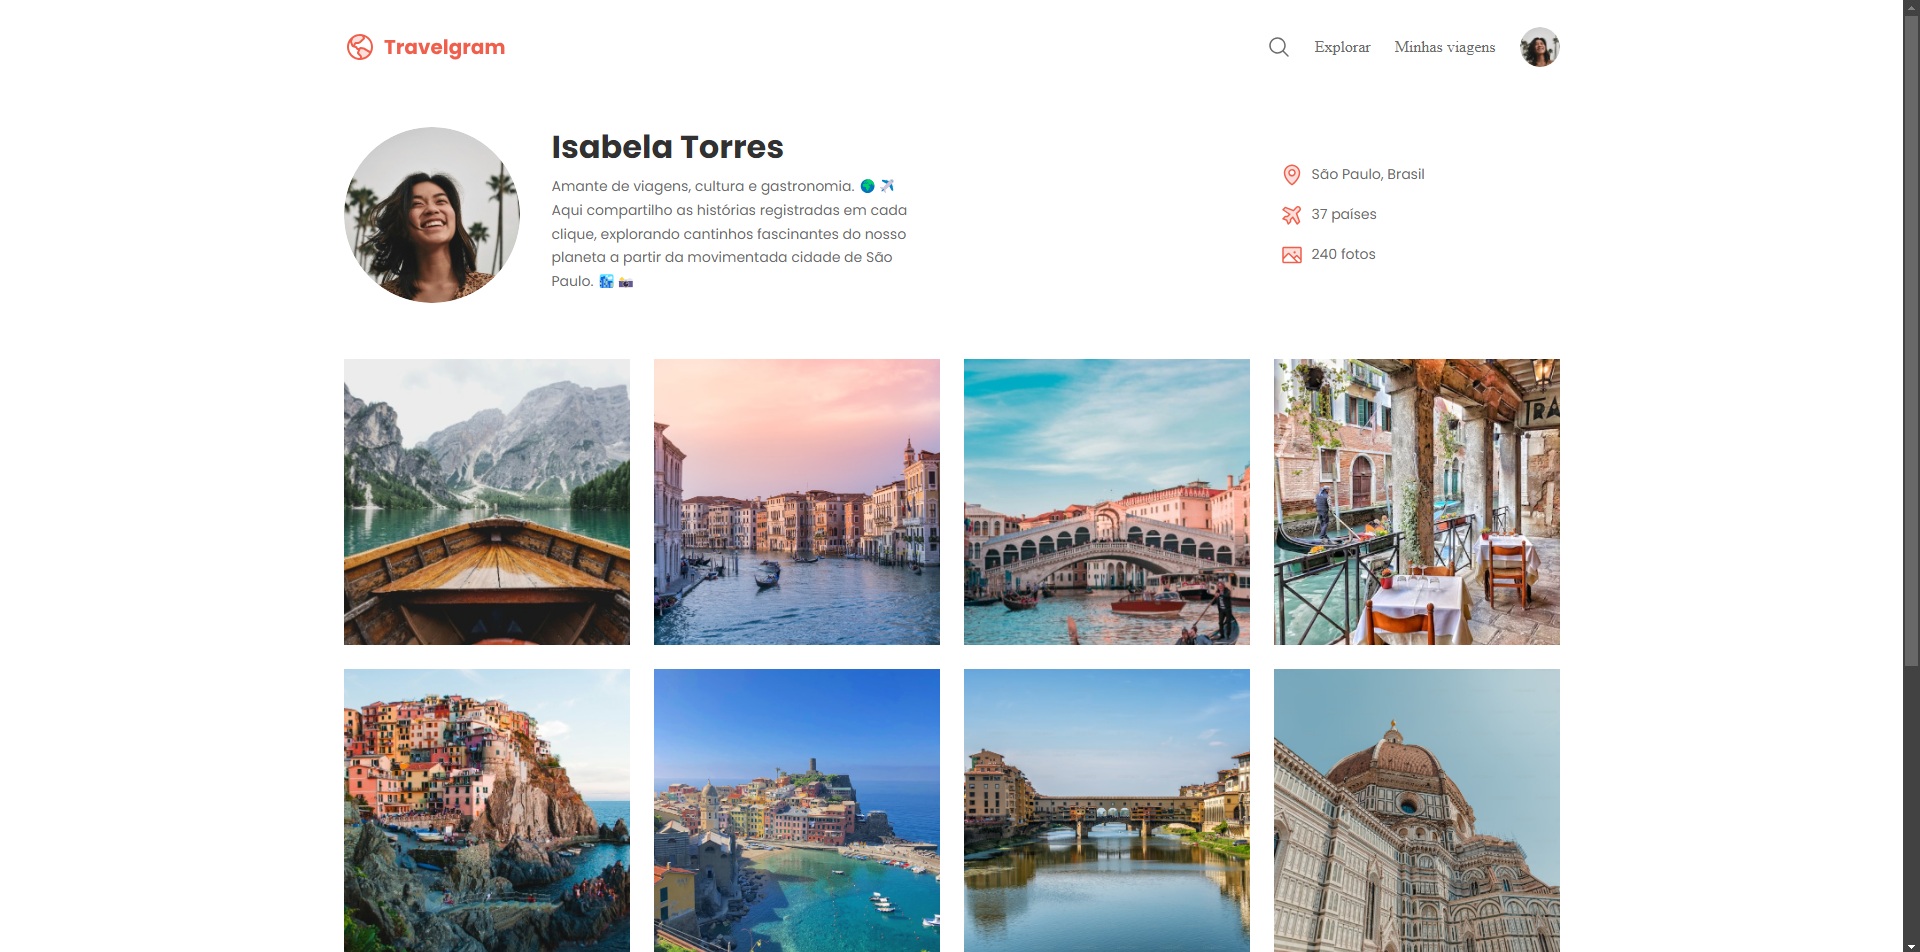 Travelgram
Explorar
Minhas viagens
Isabela Torres
Amante de viagens, cultura e gastronomia. 🌍 ✈️
Aqui compartilho as histórias registradas em cada
clique, explorando cantinhos fascinantes do nosso
planeta a partir da movimentada cidade de São
Paulo. 🏙️ 📸
São Paulo, Brasil
37 países
240 fotos